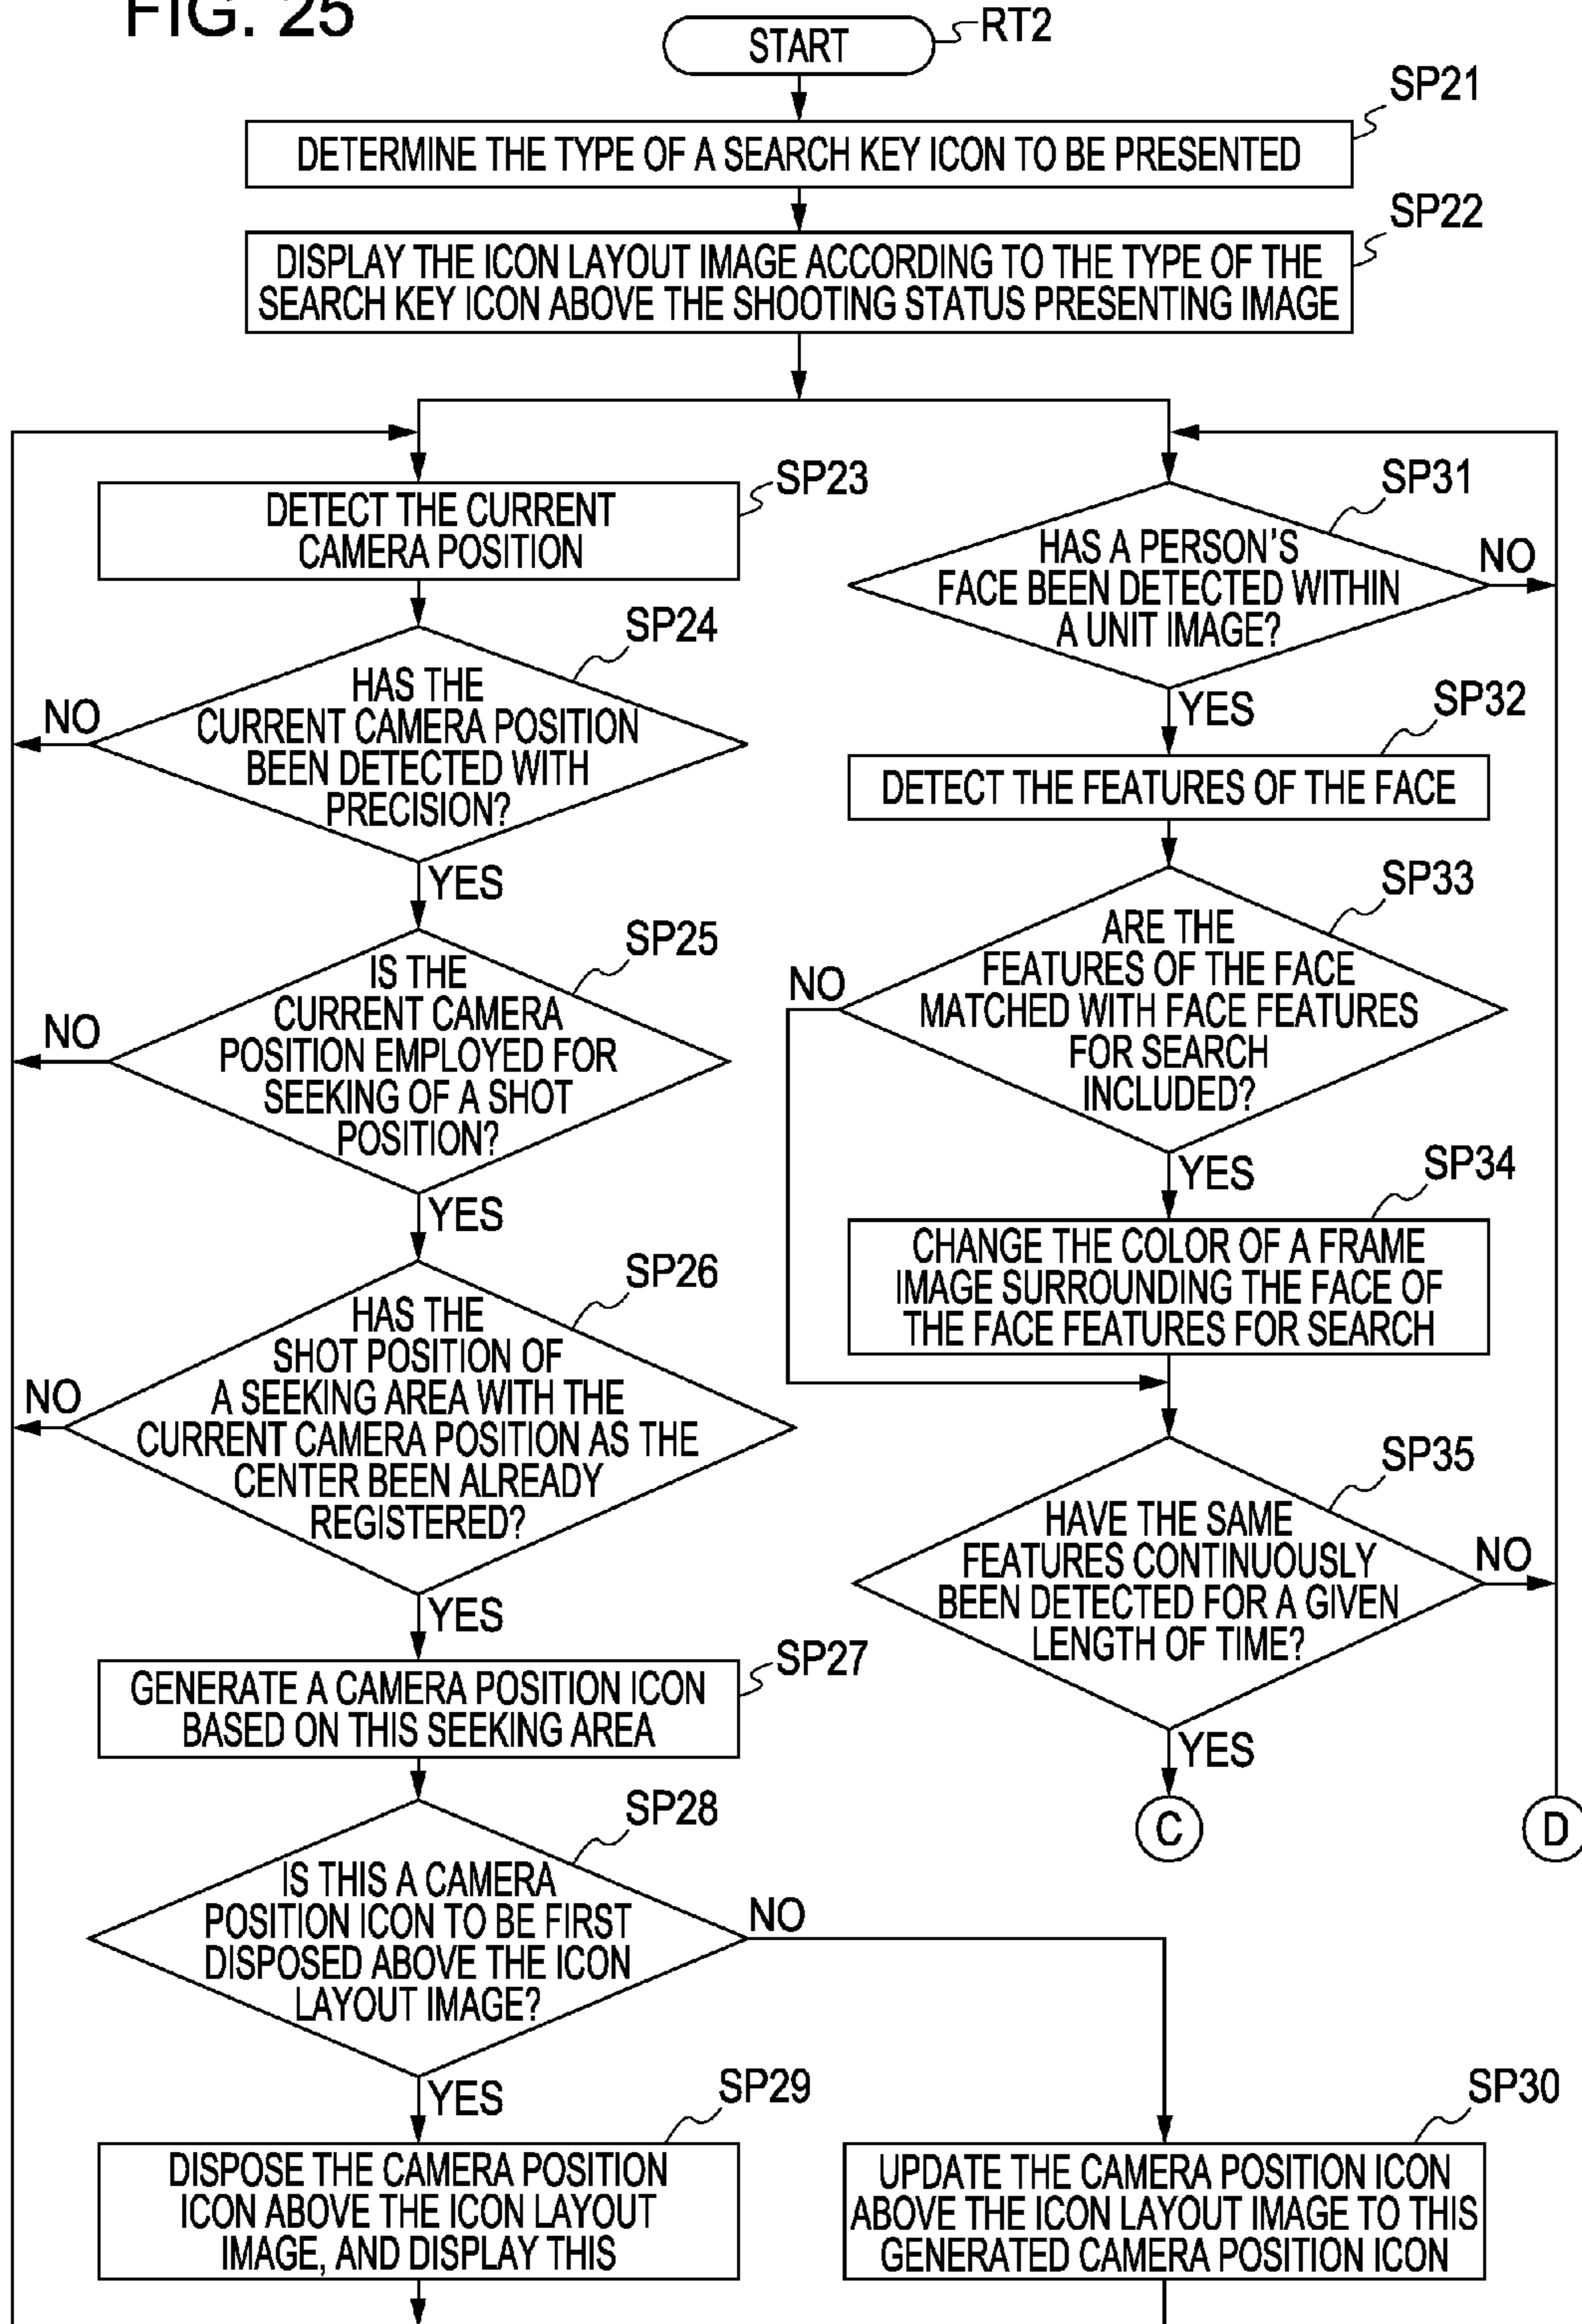 FIG. 25
START
RT2
SP21
DETERMINE THE TYPE OF A SEARCH KEY ICON TO BE PRESENTED
SP22
DISPLAY THE ICON LAYOUT IMAGE ACCORDING TO THE TYPE OF THE
SEARCH KEY ICON ABOVE THE SHOOTING STATUS PRESENTING IMAGE
SP23
DETECT THE CURRENT
CAMERA POSITION
SP24
HAS THE
CURRENT CAMERA POSITION
BEEN DETECTED WITH
PRECISION?
NO
YES
SP25
IS THE
CURRENT CAMERA
POSITION EMPLOYED FOR
SEEKING OF A SHOT
POSITION?
NO
YES
SP26
HAS THE
SHOT POSITION OF
A SEEKING AREA WITH THE
CURRENT CAMERA POSITION AS THE
CENTER BEEN ALREADY
REGISTERED?
NO
YES
SP27
GENERATE A CAMERA POSITION ICON
BASED ON THIS SEEKING AREA
SP28
IS THIS A CAMERA
POSITION ICON TO BE FIRST
DISPOSED ABOVE THE ICON
LAYOUT IMAGE?
NO
YES
SP29
DISPOSE THE CAMERA POSITION
ICON ABOVE THE ICON LAYOUT
IMAGE, AND DISPLAY THIS
SP30
UPDATE THE CAMERA POSITION ICON
ABOVE THE ICON LAYOUT IMAGE TO THIS
GENERATED CAMERA POSITION ICON
SP31
HAS A PERSON'S
FACE BEEN DETECTED WITHIN
A UNIT IMAGE?
NO
YES
SP32
DETECT THE FEATURES OF THE FACE
SP33
ARE THE
FEATURES OF THE FACE
MATCHED WITH FACE FEATURES
FOR SEARCH
INCLUDED?
NO
YES
SP34
CHANGE THE COLOR OF A FRAME
IMAGE SURROUNDING THE FACE OF
THE FACE FEATURES FOR SEARCH
SP35
HAVE THE SAME
FEATURES CONTINUOUSLY
BEEN DETECTED FOR A GIVEN
LENGTH OF TIME?
NO
YES
C
D